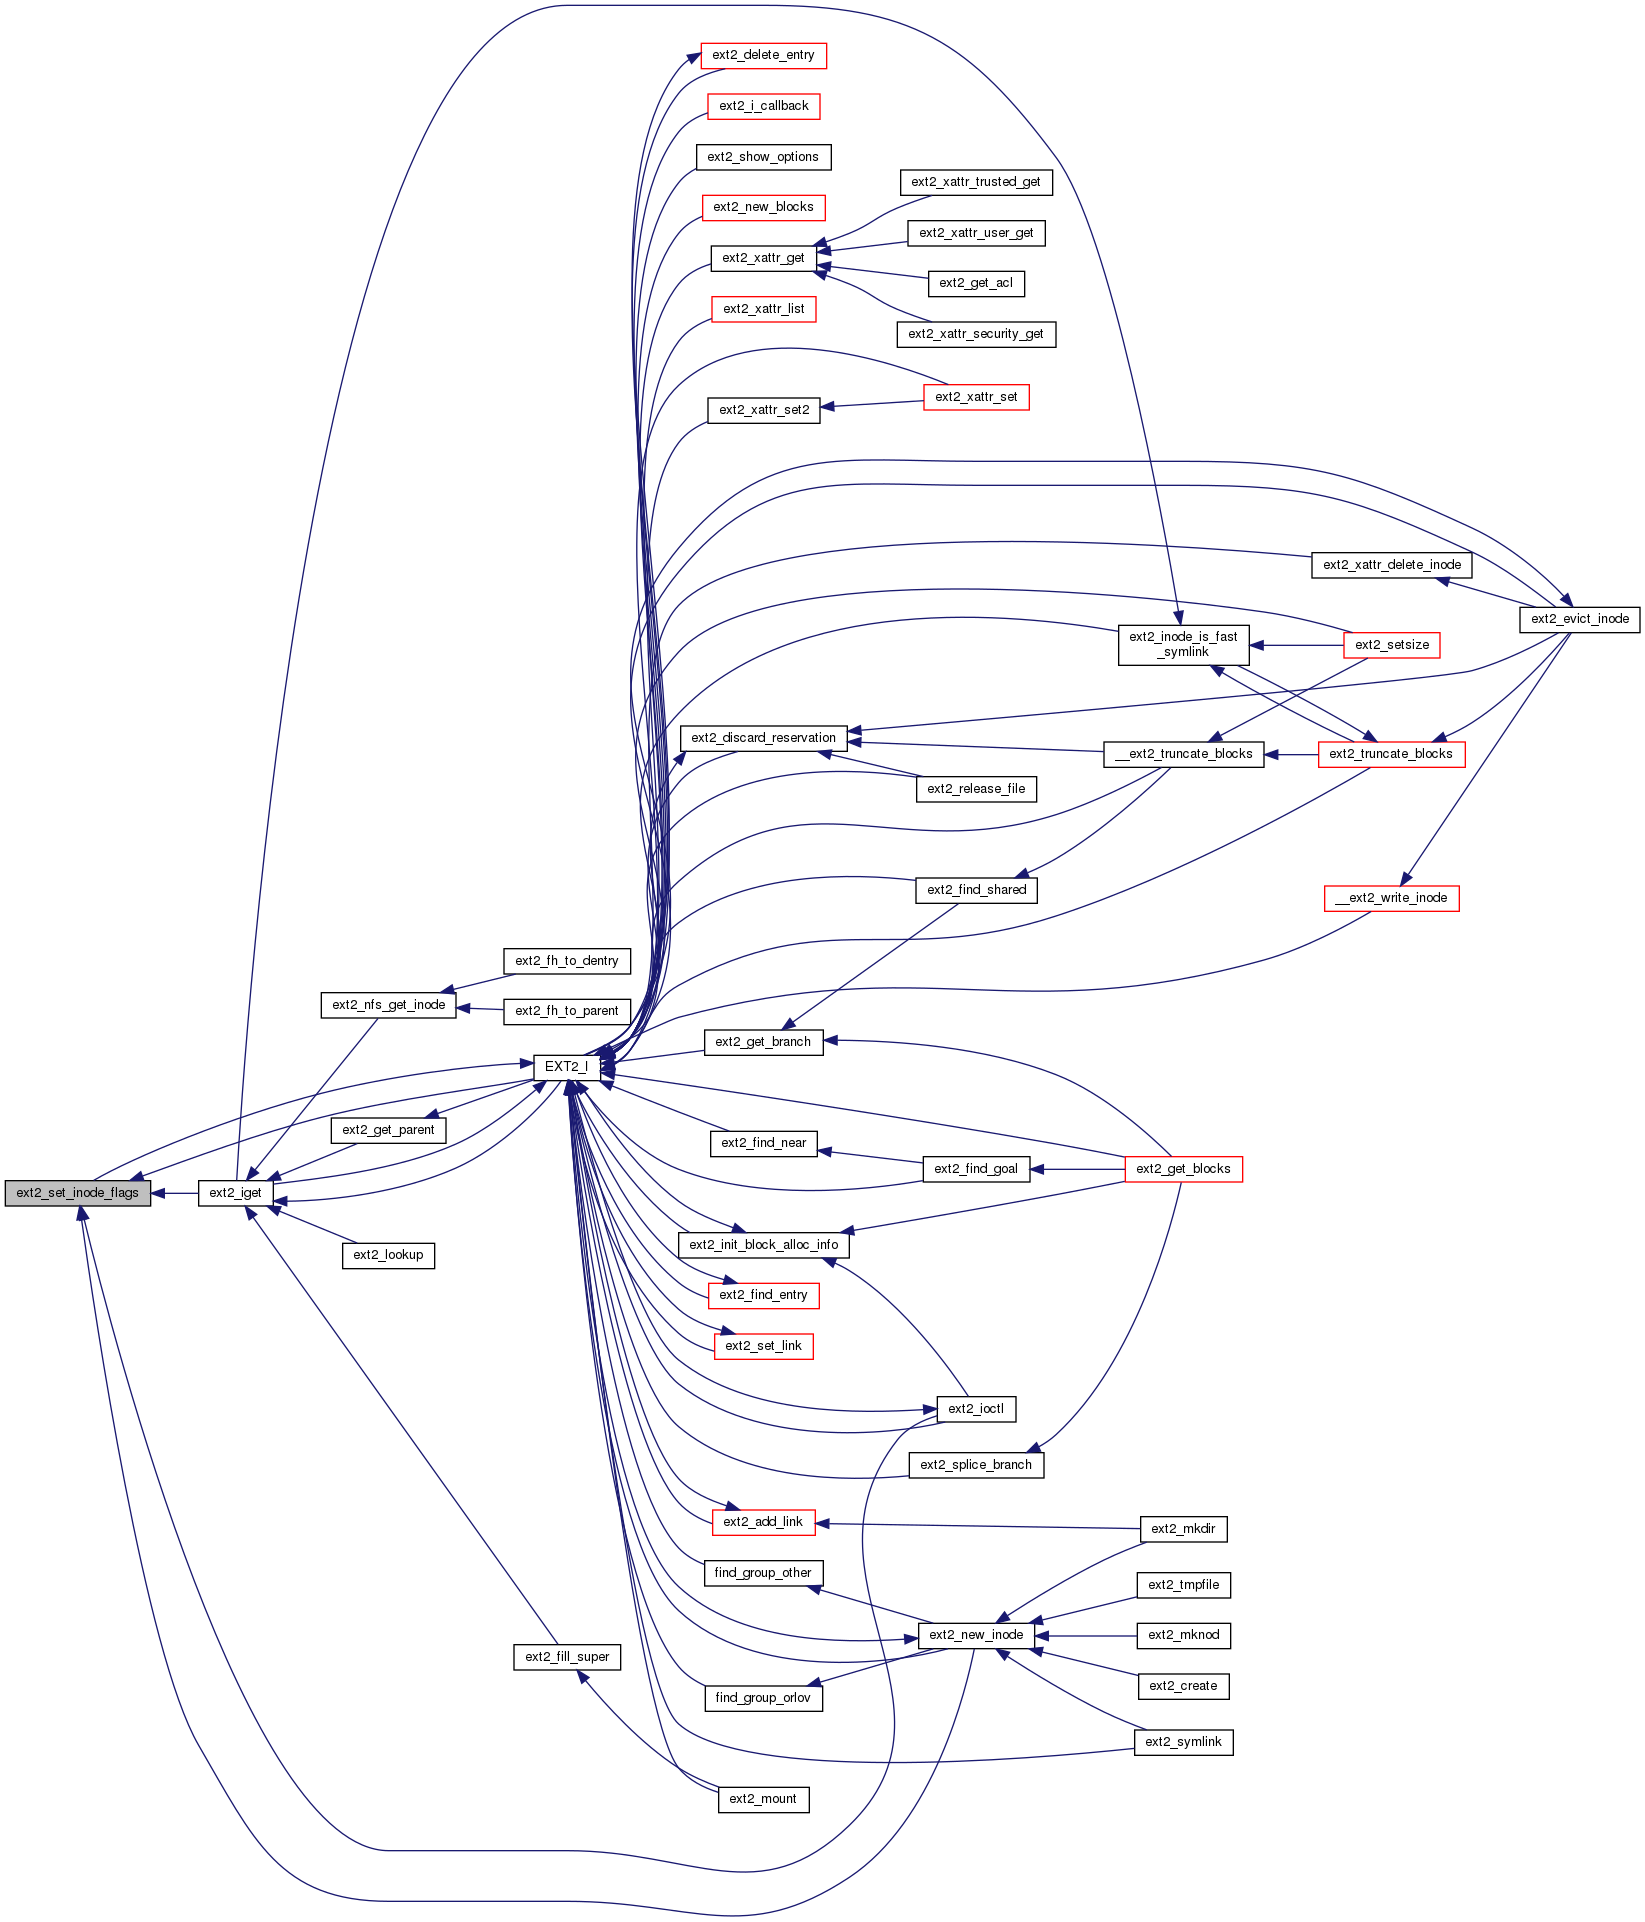 ext2_delete_entry
ext2_i_callback
ext2_show_options
ext2_xattr_trusted_get
ext2_new_blocks
ext2_xattr_user_get
ext2_xattr_get
ext2_get_acl
ext2_xattr_list
ext2_xattr_security_get
ext2_xattr_set
ext2_xattr_set2
ext2_xattr_delete_inode
ext2_evict_inode
ext2_inode_is_fast
_symlink
ext2_setsize
ext2_discard_reservation
__ext2_truncate_blocks
ext2_truncate_blocks
ext2_release_file
ext2_find_shared
__ext2_write_inode
ext2_fh_to_dentry
ext2_nfs_get_inode
ext2_fh_to_parent
ext2_get_branch
EXT2_I
ext2_get_parent
ext2_find_near
ext2_find_goal
ext2_get_blocks
ext2_set_inode_flags
ext2_iget
ext2_init_block_alloc_info
ext2_lookup
ext2_find_entry
ext2_set_link
ext2_ioctl
ext2_splice_branch
ext2_add_link
ext2_mkdir
find_group_other
ext2_tmpfile
ext2_new_inode
ext2_mknod
ext2_fill_super
ext2_create
find_group_orlov
ext2_symlink
ext2_mount